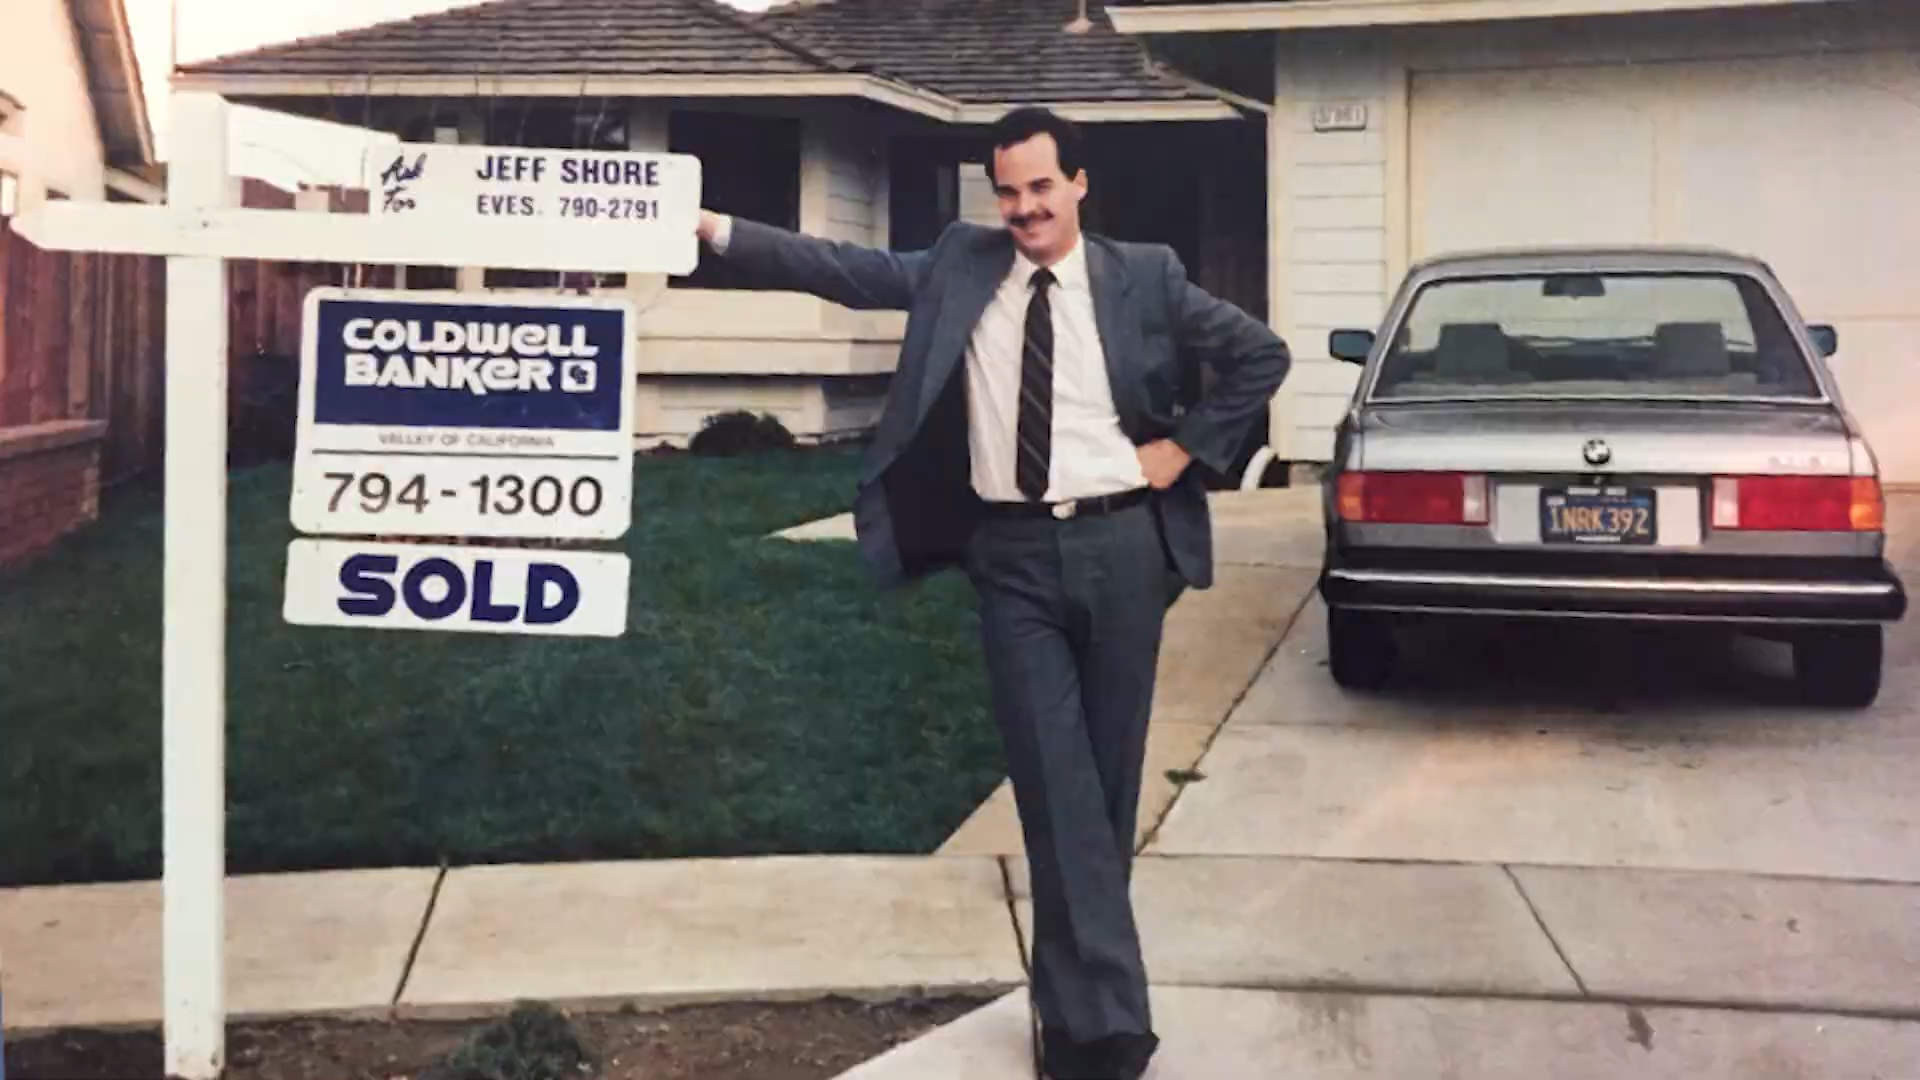 Ask
For
JEFF SHORE
EVES. 790-2791
COLDWELL
BANKER
VALLEY OF CALIFORNIA
794-1300
SOLD
1NRK392